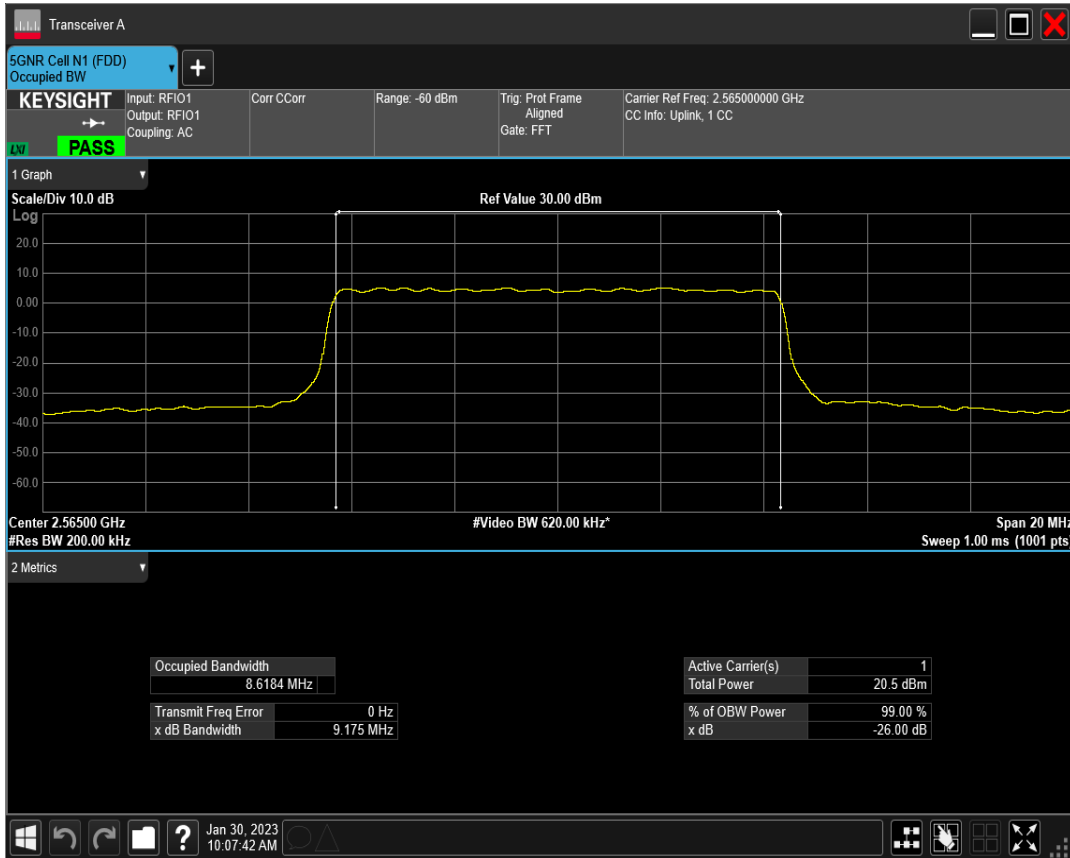 Transceiver A
5GNR Cell N1 (FDD)
Occupied BW
+
KEYSIGHT
LXI
PASS
Input: RFIO1
Output: RFIO1
Coupling: AC
Corr CCorr
Range: -60 dBm
Trig: Prot Frame
Aligned
Gate: FFT
Carrier Ref Freq: 2.565000000 GHz
CC Info: Uplink, 1 CC
1 Graph
Scale/Div 10.0 dB
Ref Value 30.00 dBm
Log
20.0
10.0
0.00
-10.0
-20.0
-30.0
-40.0
-50.0
-60.0
Center 2.56500 GHz
#Video BW 620.00 kHz*
Span 20 MHz
#Res BW 200.00 kHz
Sweep 1.00 ms (1001 pts)
2 Metrics
Occupied Bandwidth
8.6184 MHz
Active Carrier(s) 1
Total Power 20.5 dBm
Transmit Freq Error 0 Hz
x dB Bandwidth 9.175 MHz
% of OBW Power 99.00 %
x dB -26.00 dB
?
Jan 30, 2023
10:07:42 AM